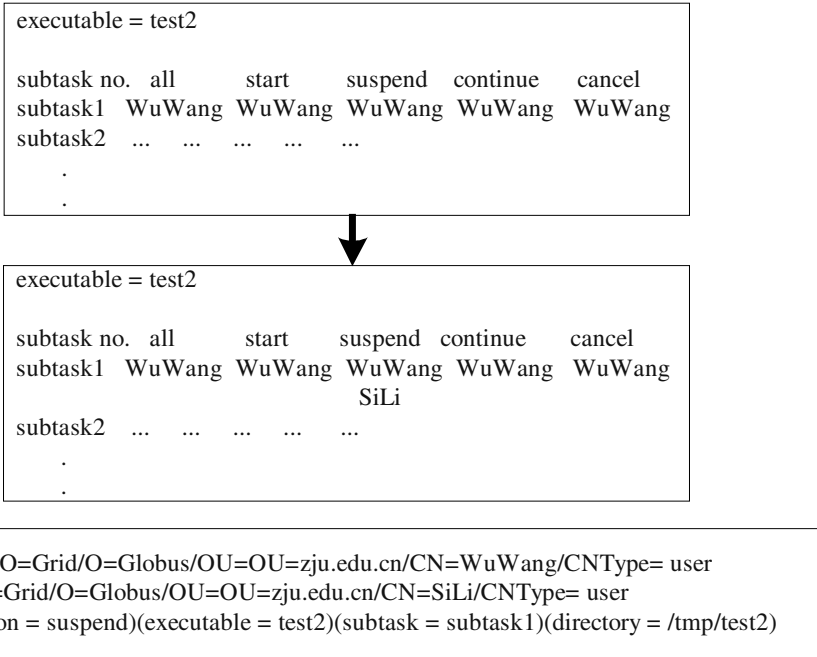 executable = test2
subtask no. all start suspend continue cancel
subtask1 WuWang WuWang WuWang WuWang WuWang
subtask2 ... ... ... ... ...
.
.
executable = test2
subtask no. all start suspend continue cancel
subtask1 WuWang WuWang WuWang WuWang WuWang
SiLi
subtask2 ... ... ... ... ...
.
.
O=Grid/O=Globus/OU=OU=zju.edu.cn/CN=WuWang/CNType= user
=Grid/O=Globus/OU=OU=zju.edu.cn/CN=SiLi/CNType= user
on = suspend)(executable = test2)(subtask = subtask1)(directory = /tmp/test2)